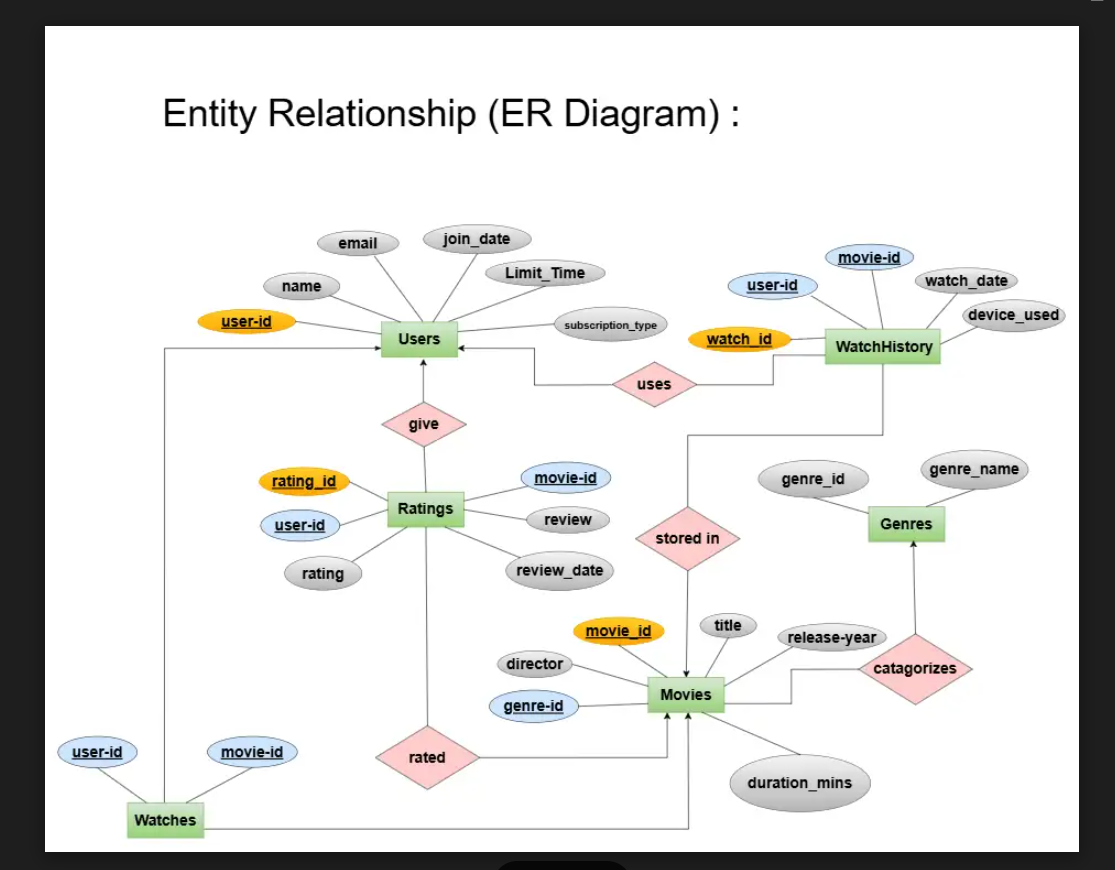 Entity Relationship (ER Diagram) :
email
join_date
name
Limit_Time
user-id
subscription_type
Users
movie-id
user-id
watch_date
device_used
watch_id
WatchHistory
uses
give
rating_id
movie-id
user-id
Ratings
review
rating
review_date
genre_id
genre_name
Genres
stored in
movie_id
title
release-year
director
catagorizes
genre-id
Movies
rated
duration_mins
user-id
movie-id
Watches